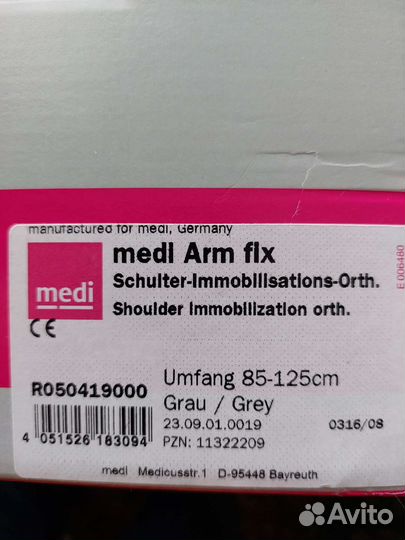 manufactured for medi, Germany
medi
medi Arm fix
Schulter-Immobilisations-Orth.
Shoulder immobilization orth.
CE
E 006480
R050419000
Umfang 85-125cm
Grau / Grey
23.09.01.0019
0316/08
4 051526 183094
PZN: 11322209
medi Medicusstr. 1 D-95448 Bayreuth
Avito